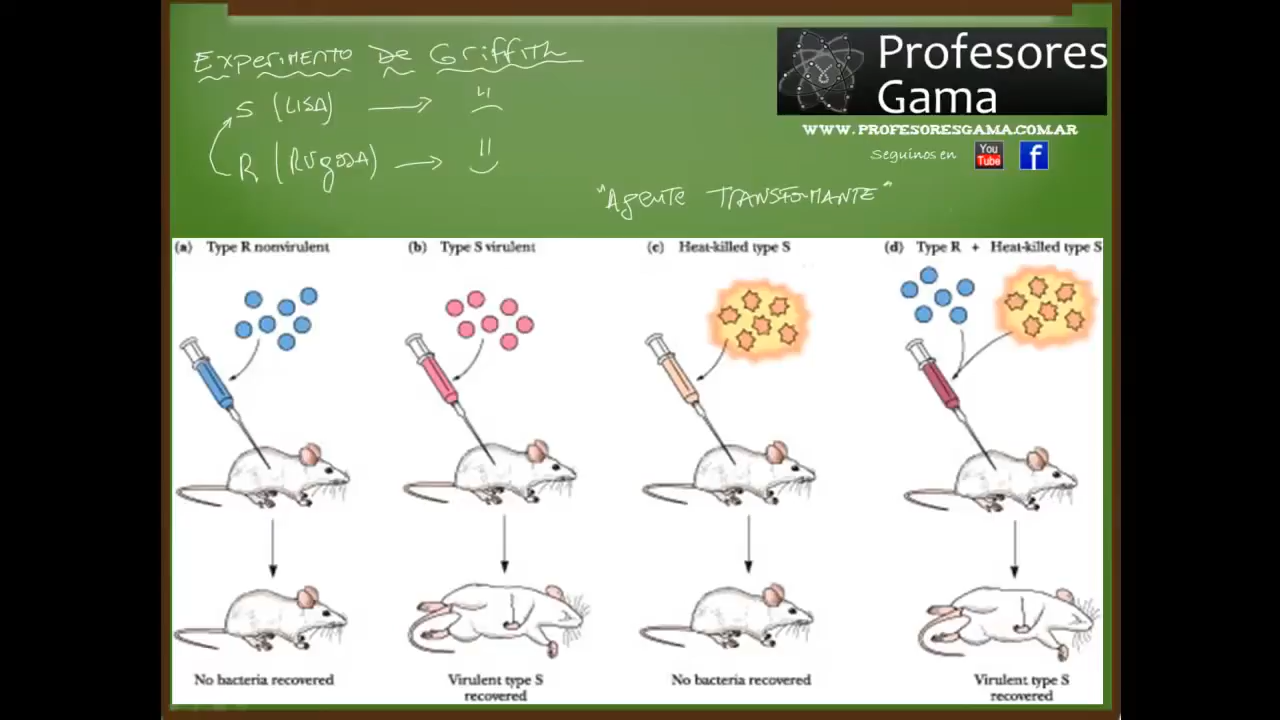 Experimento De Griffith
S (LISA)
R (Rugosa)
"Agente Transformante"
Profesores
Gama
WWW.PROFESORESGAMA.COM.AR
Seguinos en You Tube f
(a) Type R nonvirulent
(b) Type S virulent
(c) Heat-killed type S
(d) Type R + Heat-killed type S
No bacteria recovered
Virulent type S
recovered
No bacteria recovered
Virulent type S
recovered